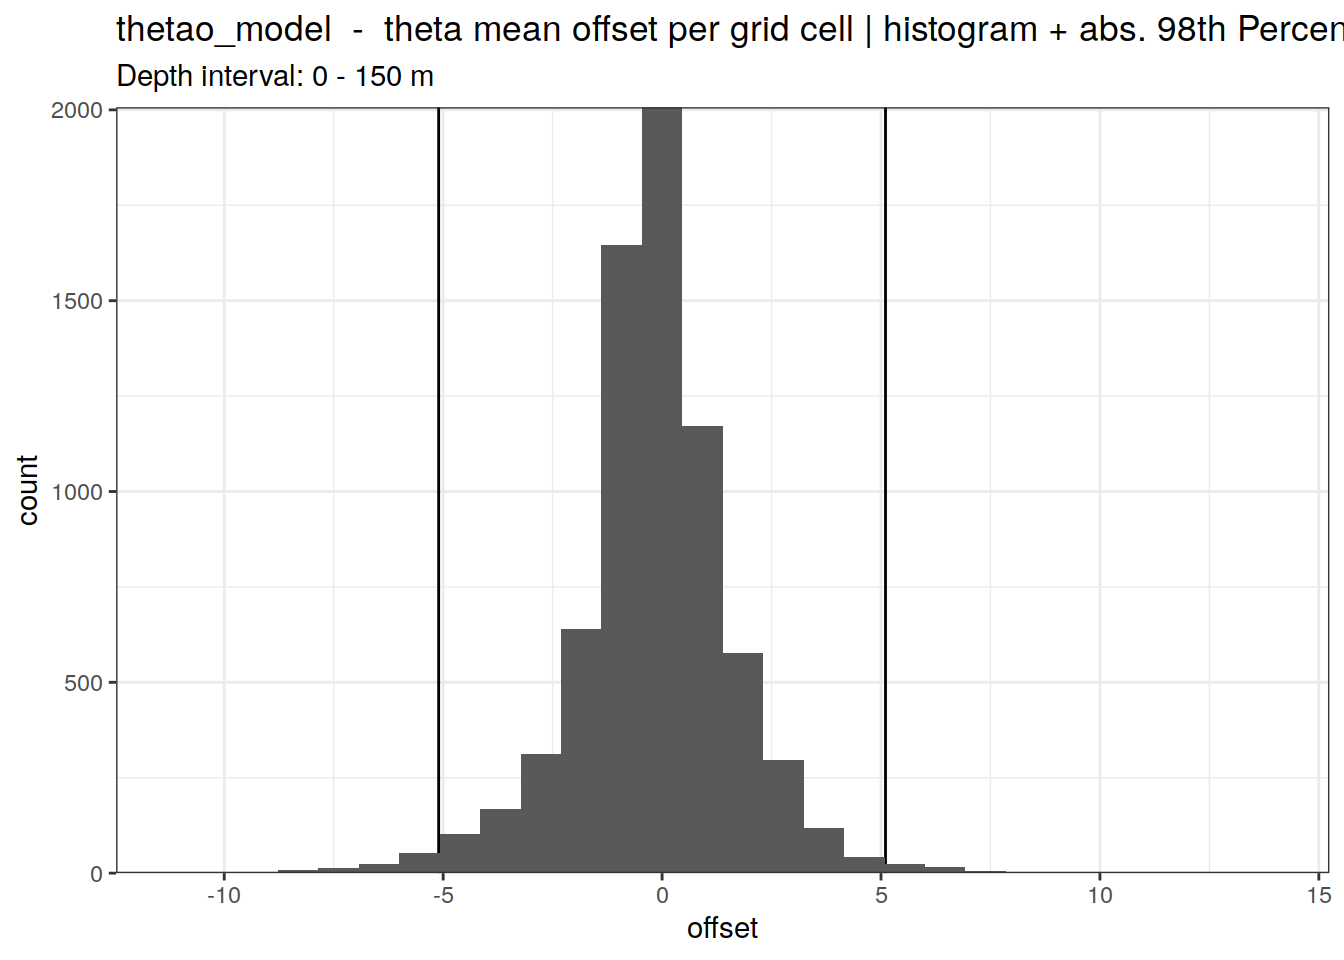 thetao_model  -  theta mean offset per grid cell | histogram + abs. 98th Percen
Depth interval: 0 - 150 m
2000
1500
1000
500
0
count
-10 -5 0 5 10 15
offset